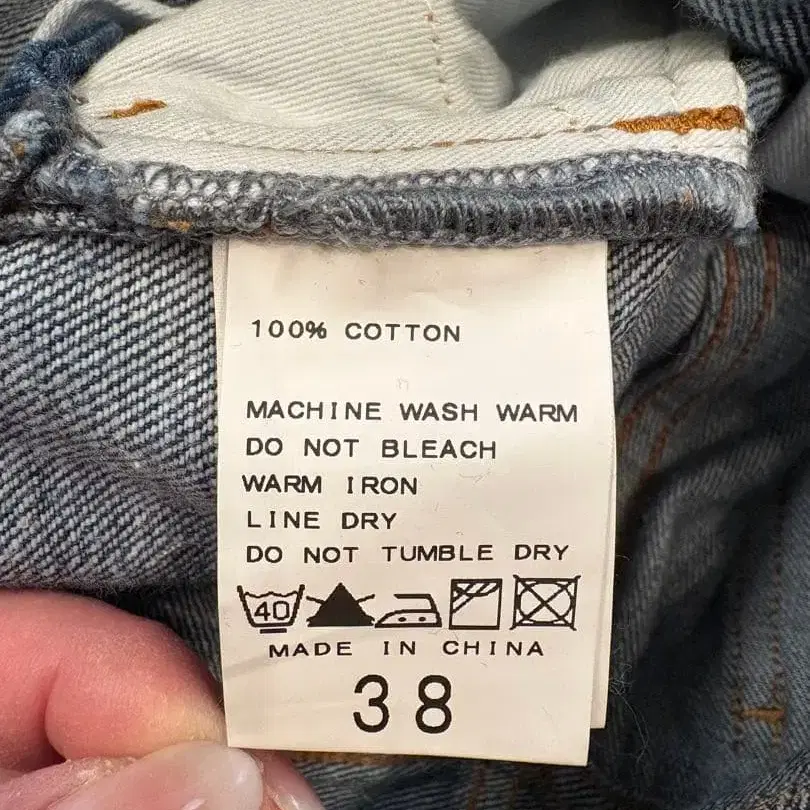 100% COTTON
MACHINE WASH WARM
DO NOT BLEACH
WARM IRON
LINE DRY
DO NOT TUMBLE DRY
40
MADE IN CHINA
38